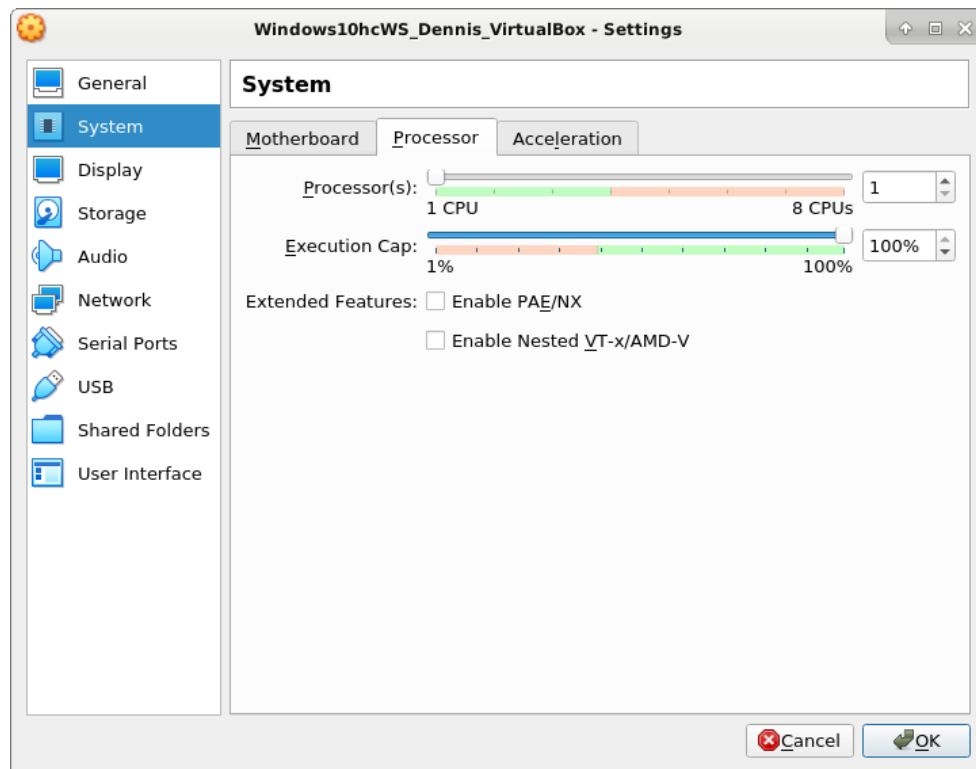 Windows10hcWS_Dennis_VirtualBox - Settings
General
System
Display
Storage
Audio
Network
Serial Ports
USB
Shared Folders
User Interface
System
Motherboard Processor Acceleration
Processor(s): 1
1 CPU 8 CPUs
Execution Cap: 100%
1% 100%
Extended Features: Enable PAE/NX
Enable Nested VT-x/AMD-V
Cancel OK